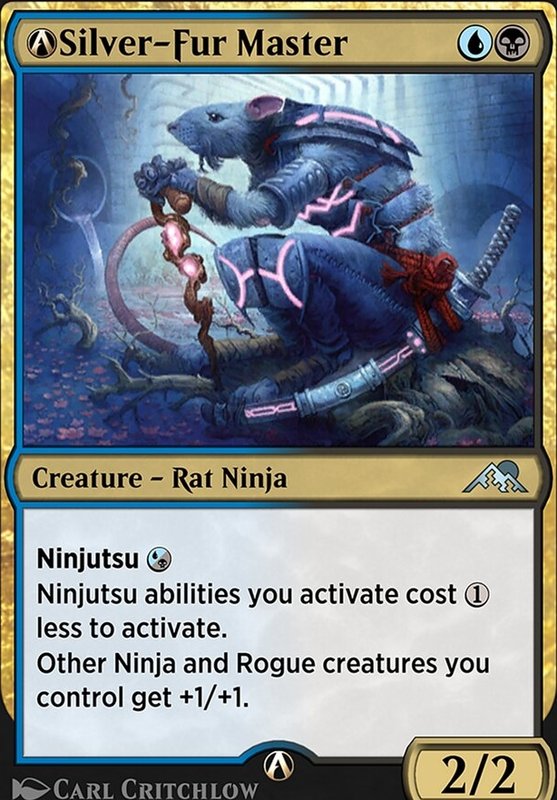 Silver-Fur Master
Creature – Rat Ninja
Ninjutsu
Ninjutsu abilities you activate cost 1
less to activate.
Other Ninja and Rogue creatures you
control get +1/+1.
2/2
Carl Critchlow